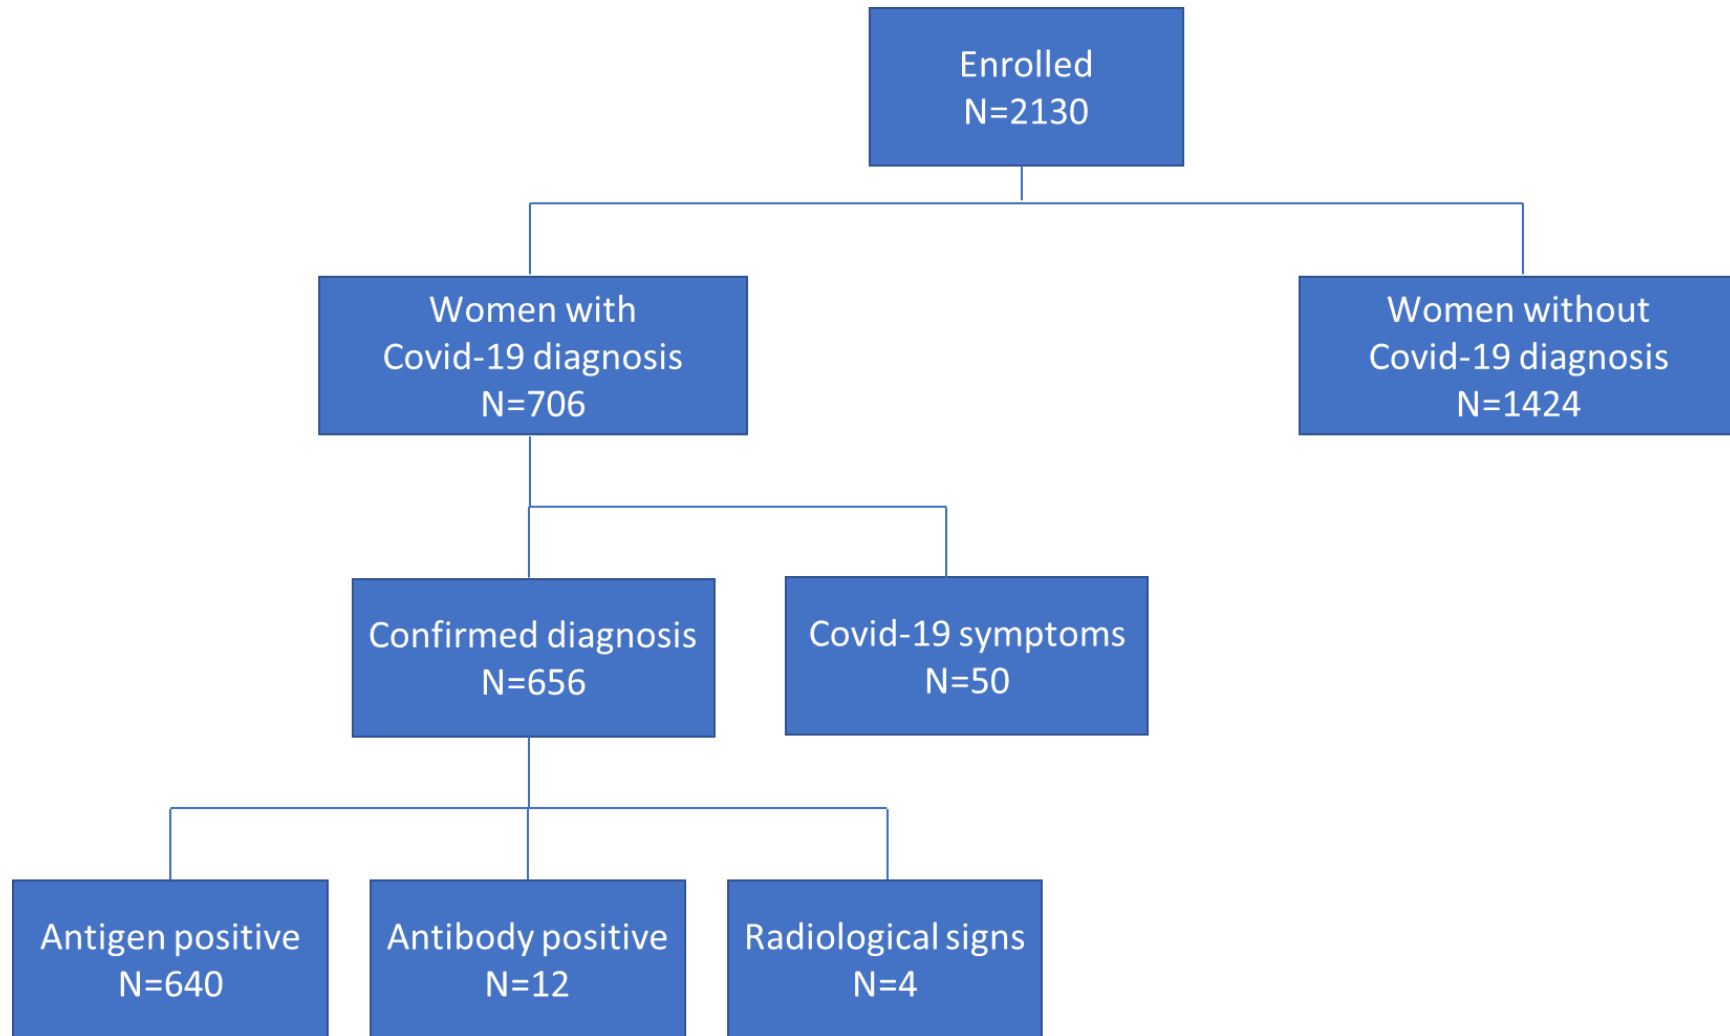 Enrolled
N=2130
Women with
Covid-19 diagnosis
N=706
Women without
Covid-19 diagnosis
N=1424
Confirmed diagnosis
N=656
Covid-19 symptoms
N=50
Antigen positive
N=640
Antibody positive
N=12
Radiological signs
N=4